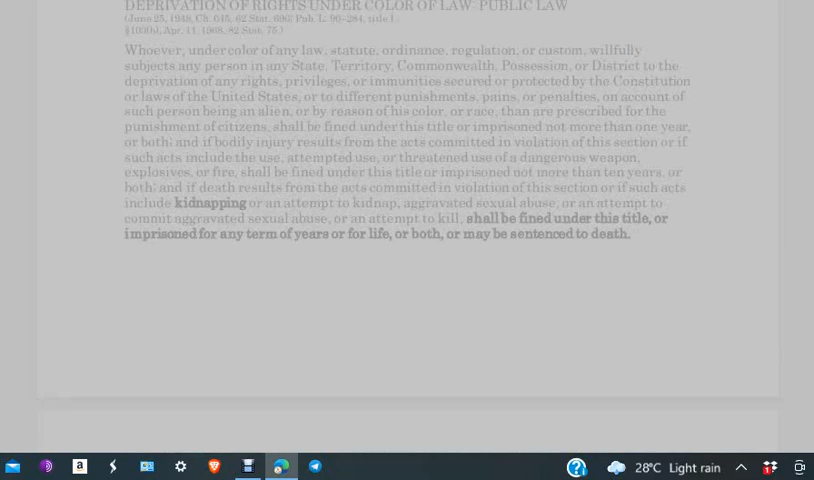 DEPRIVATION OF RIGHTS UNDER COLOR OF LAW- PUBLIC LAW
(June 25, 1948, Ch. 645, 62 Stat. 696; Pub. L. 90–284, title I
§103(b), Apr. 11, 1968, 82 Stat. 75.)
Whoever, under color of any law, statute, ordinance, regulation, or custom, willfully
subjects any person in any State, Territory, Commonwealth, Possession, or District to the
deprivation of any rights, privileges, or immunities secured or protected by the Constitution
or laws of the United States, or to different punishments, pains, or penalties, on account of
such person being an alien, or by reason of his color, or race, than are prescribed for the
punishment of citizens, shall be fined under this title or imprisoned not more than one year,
or both; and if bodily injury results from the acts committed in violation of this section or if
such acts include the use, attempted use, or threatened use of a dangerous weapon,
explosives, or fire, shall be fined under this title or imprisoned not more than ten years, or
both; and if death results from the acts committed in violation of this section or if such acts
include kidnapping or an attempt to kidnap, aggravated sexual abuse, or an attempt to
commit aggravated sexual abuse, or an attempt to kill, shall be fined under this title, or
imprisoned for any term of years or for life, or both, or may be sentenced to death.
a 28°C Light rain 1